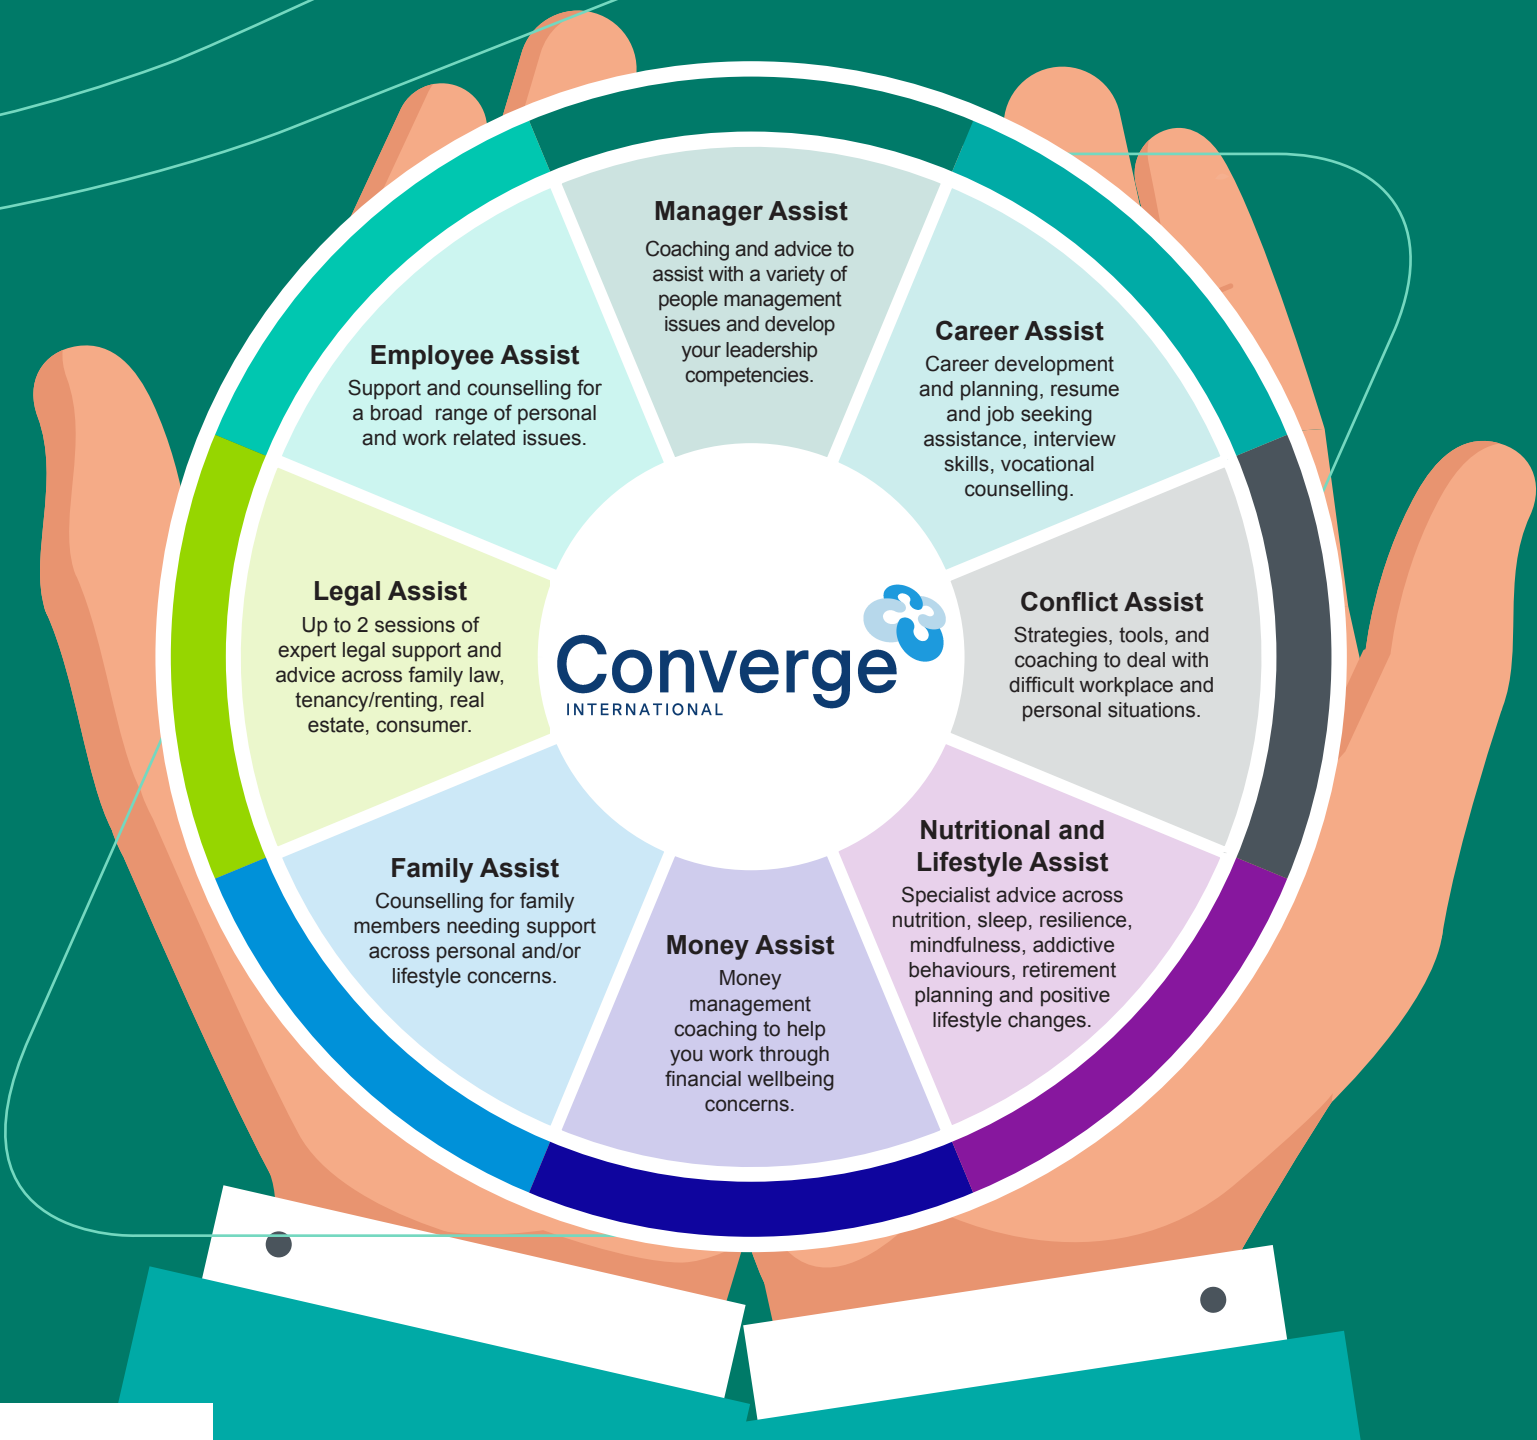 Manager Assist
Coaching and advice to
assist with a variety of
people management
issues and develop
your leadership
competencies.
Career Assist
Career development
and planning, resume
and job seeking
assistance, interview
skills, vocational
counselling.
Conflict Assist
Strategies, tools, and
coaching to deal with
difficult workplace and
personal situations.
Nutritional and
Lifestyle Assist
Specialist advice across
nutrition, sleep, resilience,
mindfulness, addictive
behaviours, retirement
planning and positive
lifestyle changes.
Money Assist
Money
management
coaching to help
you work through
financial wellbeing
concerns.
Family Assist
Counselling for family
members needing support
across personal and/or
lifestyle concerns.
Legal Assist
Up to 2 sessions of
expert legal support and
advice across family law,
tenancy/renting, real
estate, consumer.
Employee Assist
Support and counselling for
a broad  range of personal
and work related issues.
Converge
INTERNATIONAL